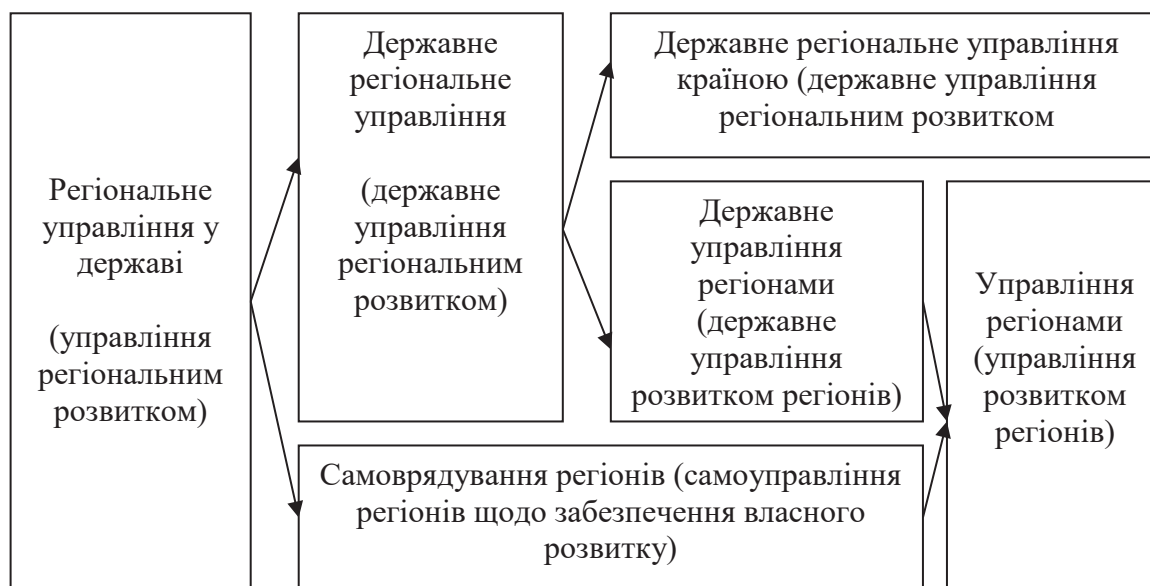 Регіональне
управління у
державі
(управління
регіональним
розвитком)
Державне
регіональне
управління
(державне
управління
регіональним
розвитком)
Державне регіональне управління
країною (державне управління
регіональним розвитком
Державне
управління
регіонами
(державне
управління
розвитком регіонів)
Управління
регіонами
(управління
розвитком
регіонів)
Самоврядування регіонів (самоуправління
регіонів щодо забезпечення власного
розвитку)